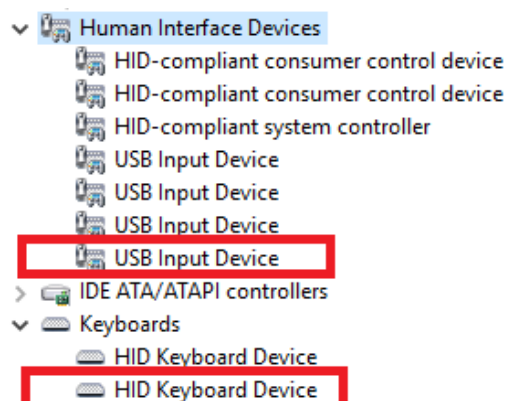 Human Interface Devices
HID-compliant consumer control device
HID-compliant consumer control device
HID-compliant system controller
USB Input Device
USB Input Device
USB Input Device
USB Input Device
IDE ATA/ATAPI controllers
Keyboards
HID Keyboard Device
HID Keyboard Device